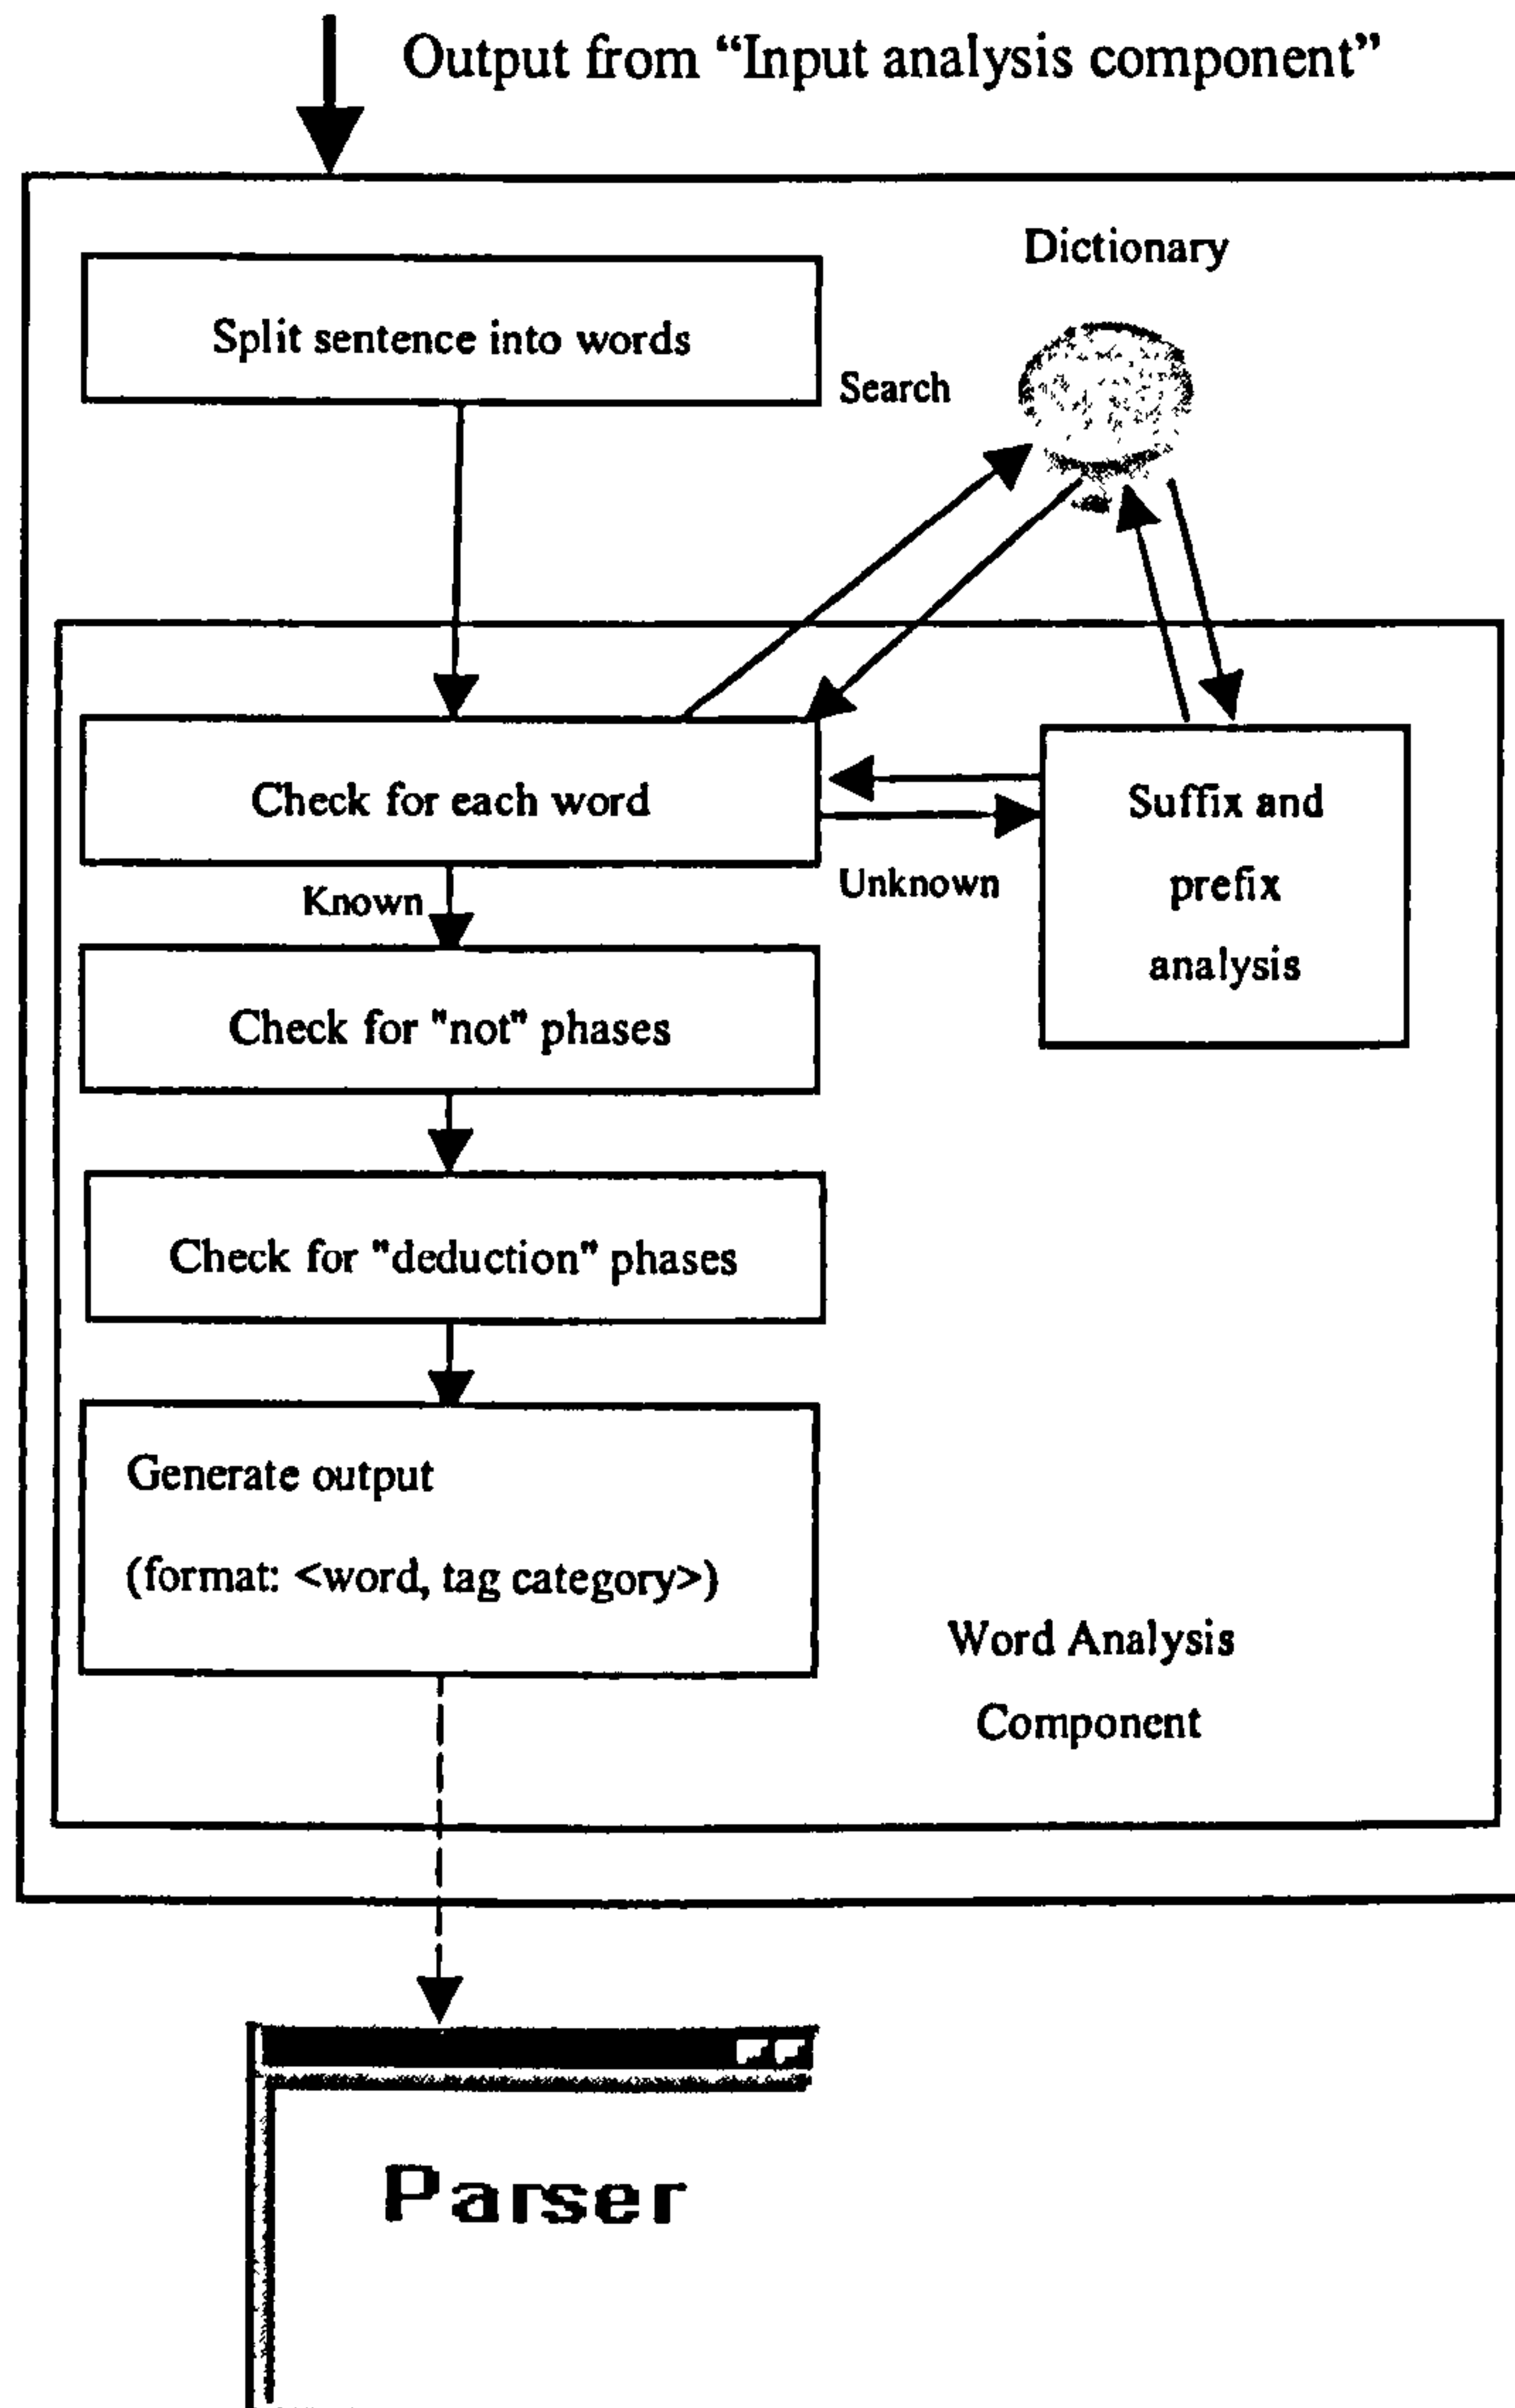 Output from “Input analysis component”
Dictionary
Split sentence into words
Search
Check for each word
Suffix and
prefix
analysis
Unknown
Known
Check for "not" phases
Check for "deduction" phases
Generate output
(format: <word, tag category>)
Word Analysis
Component
Parser